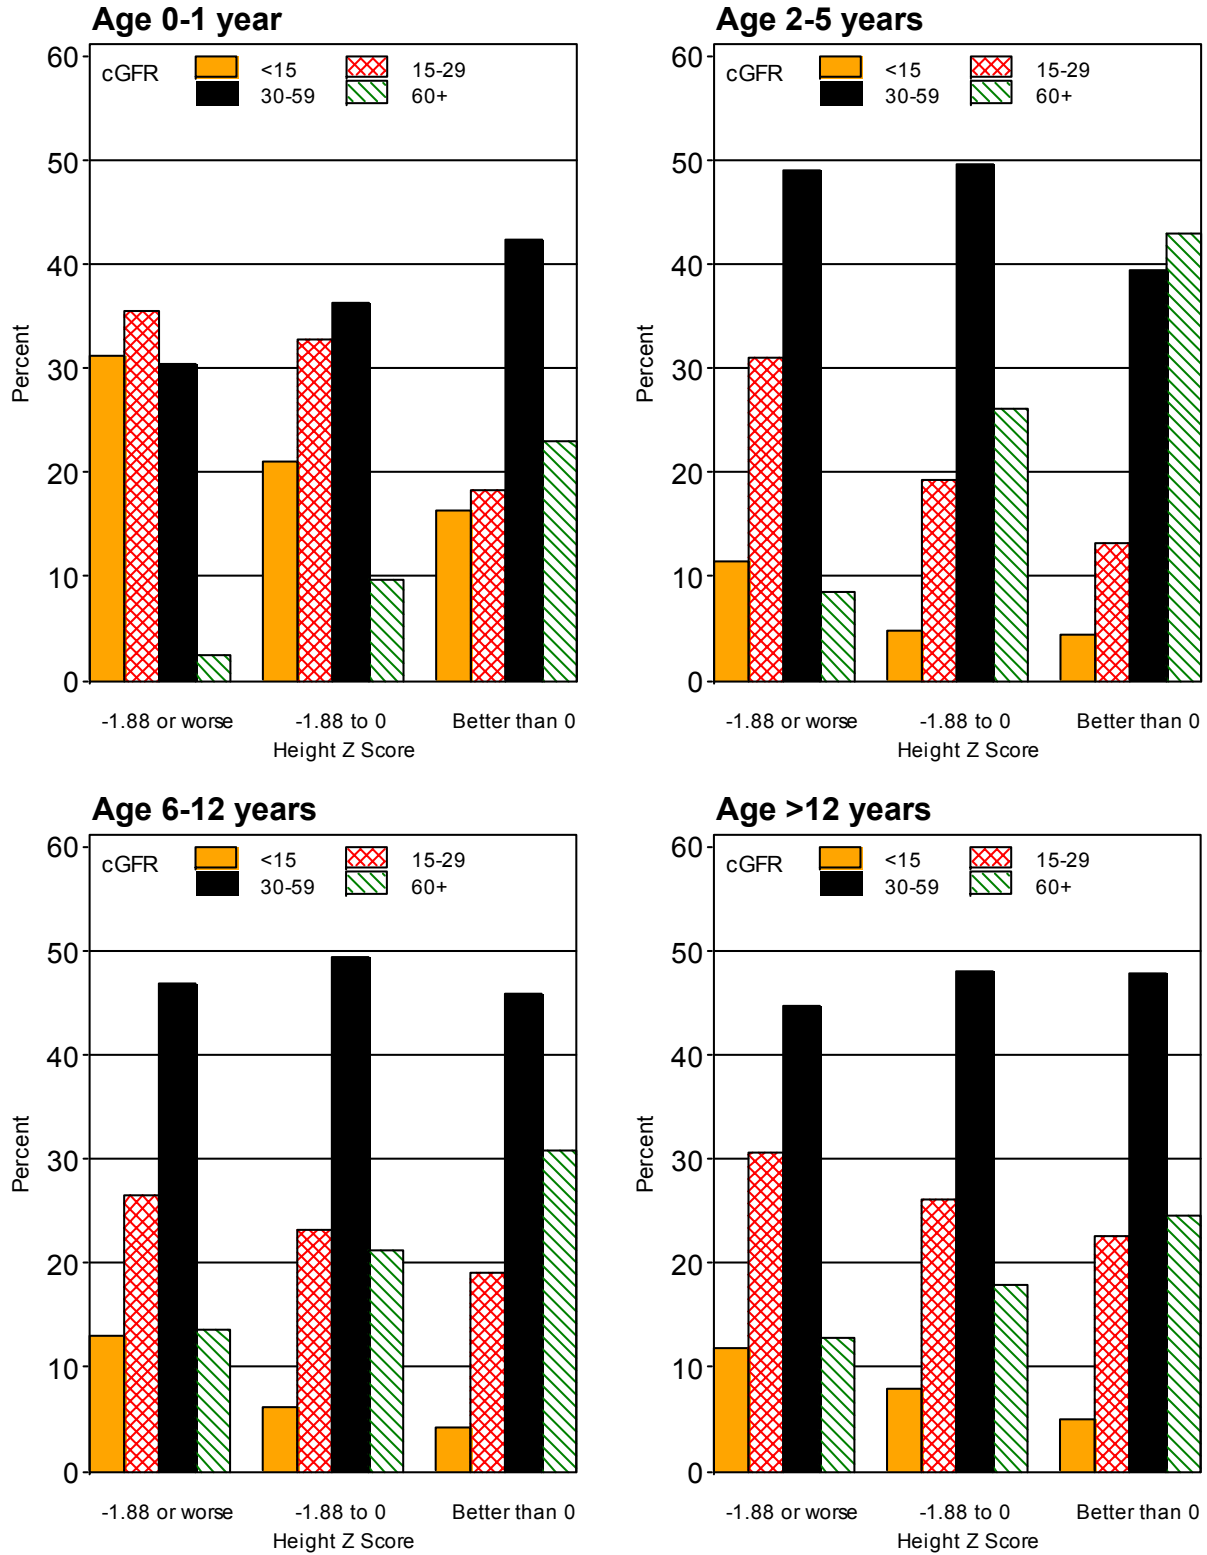 Age 0-1 year
cGFR <15 15-29
30-59 60+
60
50
40
30
20
10
0
Percent
-1.88 or worse -1.88 to 0 Better than 0
Height Z Score
Age 2-5 years
cGFR <15 15-29
30-59 60+
60
50
40
30
20
10
0
Percent
-1.88 or worse -1.88 to 0 Better than 0
Height Z Score
Age 6-12 years
cGFR <15 15-29
30-59 60+
60
50
40
30
20
10
0
Percent
-1.88 or worse -1.88 to 0 Better than 0
Height Z Score
Age >12 years
cGFR <15 15-29
30-59 60+
60
50
40
30
20
10
0
Percent
-1.88 or worse -1.88 to 0 Better than 0
Height Z Score